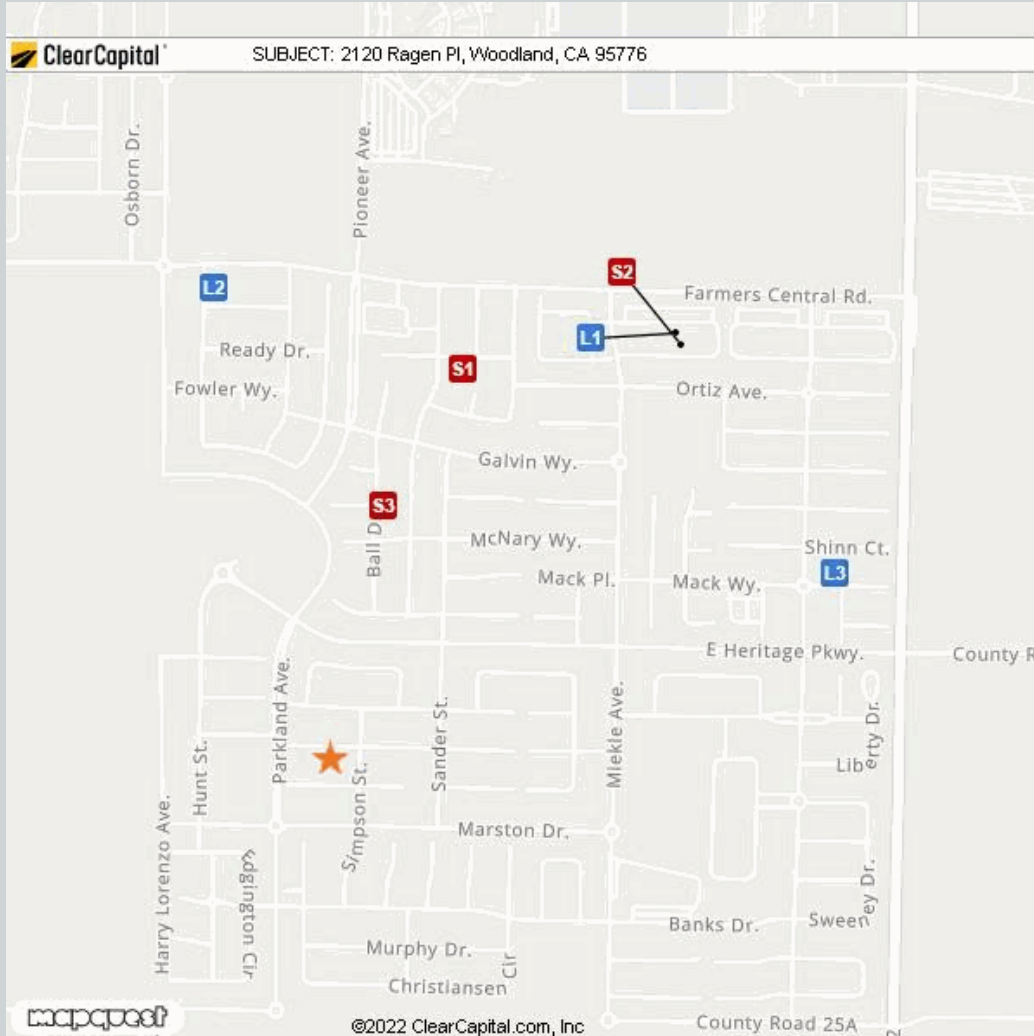 ClearCapital
SUBJECT: 2120 Ragen Pl, Woodland, CA 95776
Osborn Dr.
Pioneer Ave.
S2
L2
Farmers Central Rd.
L1
Ready Dr.
S1
Fowler Wy.
Ortiz Ave.
Galvin Wy.
S3
Ball D
McNary Wy.
Shinn Ct.
Mack Pl.
Mack Wy.
L3
E Heritage Pkwy.
County R
Parkland Ave.
Sander St.
Miekle Ave.
Liberty Dr.
Hunt St.
Simpson St.
Harry Lorenzo Ave.
Marston Dr.
Edgington Cir
Banks Dr.
Sweeney Dr.
Murphy Dr.
Cir
Christiansen
mapquest
©2022 ClearCapital.com, Inc
County Road 25A